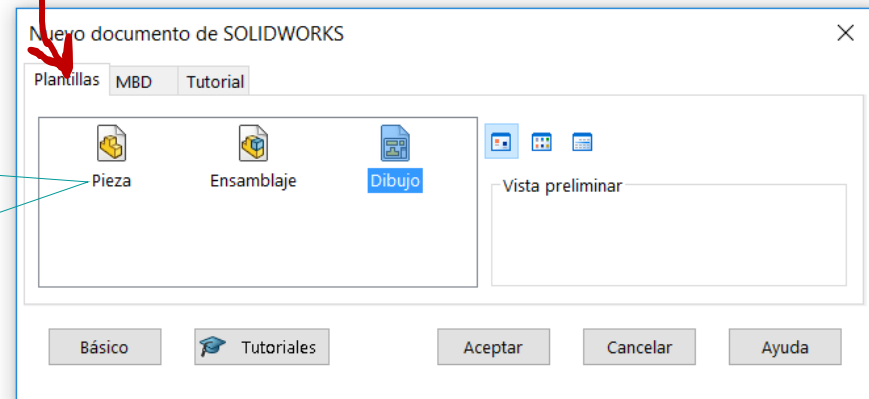 Nuevo documento de SOLIDWORKS
Plantillas MBD Tutorial
Pieza Ensamblaje Dibujo
Vista preliminar
Básico Tutoriales Aceptar Cancelar Ayuda